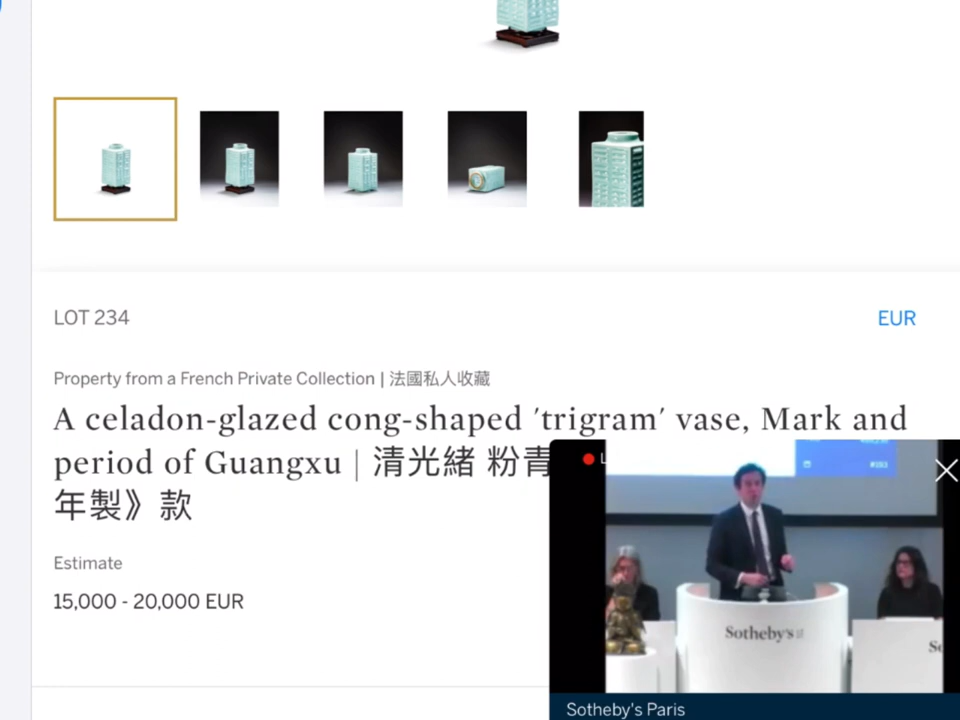 LOT 234
EUR
Property from a French Private Collection | 法國私人收藏
A celadon-glazed cong-shaped 'trigram' vase, Mark and
period of Guangxu | 清光緒 粉青
年製》款
Estimate
15,000 - 20,000 EUR
Sotheby's
Sotheby's Paris